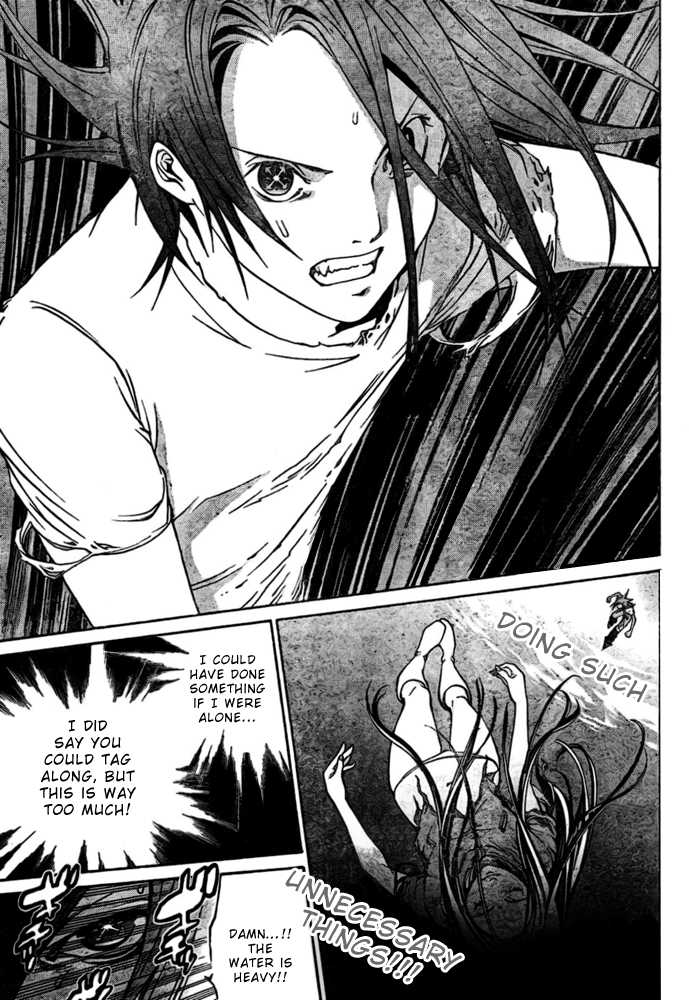 DOING SUCH
UNNECESSARY
THINGS!!!
I COULD
HAVE DONE
SOMETHING
IF I WERE
ALONE...
I DID
SAY YOU
COULD TAG
ALONG, BUT
THIS IS WAY
TOO MUCH!
DAMN...!!
THE
WATER IS
HEAVY!!